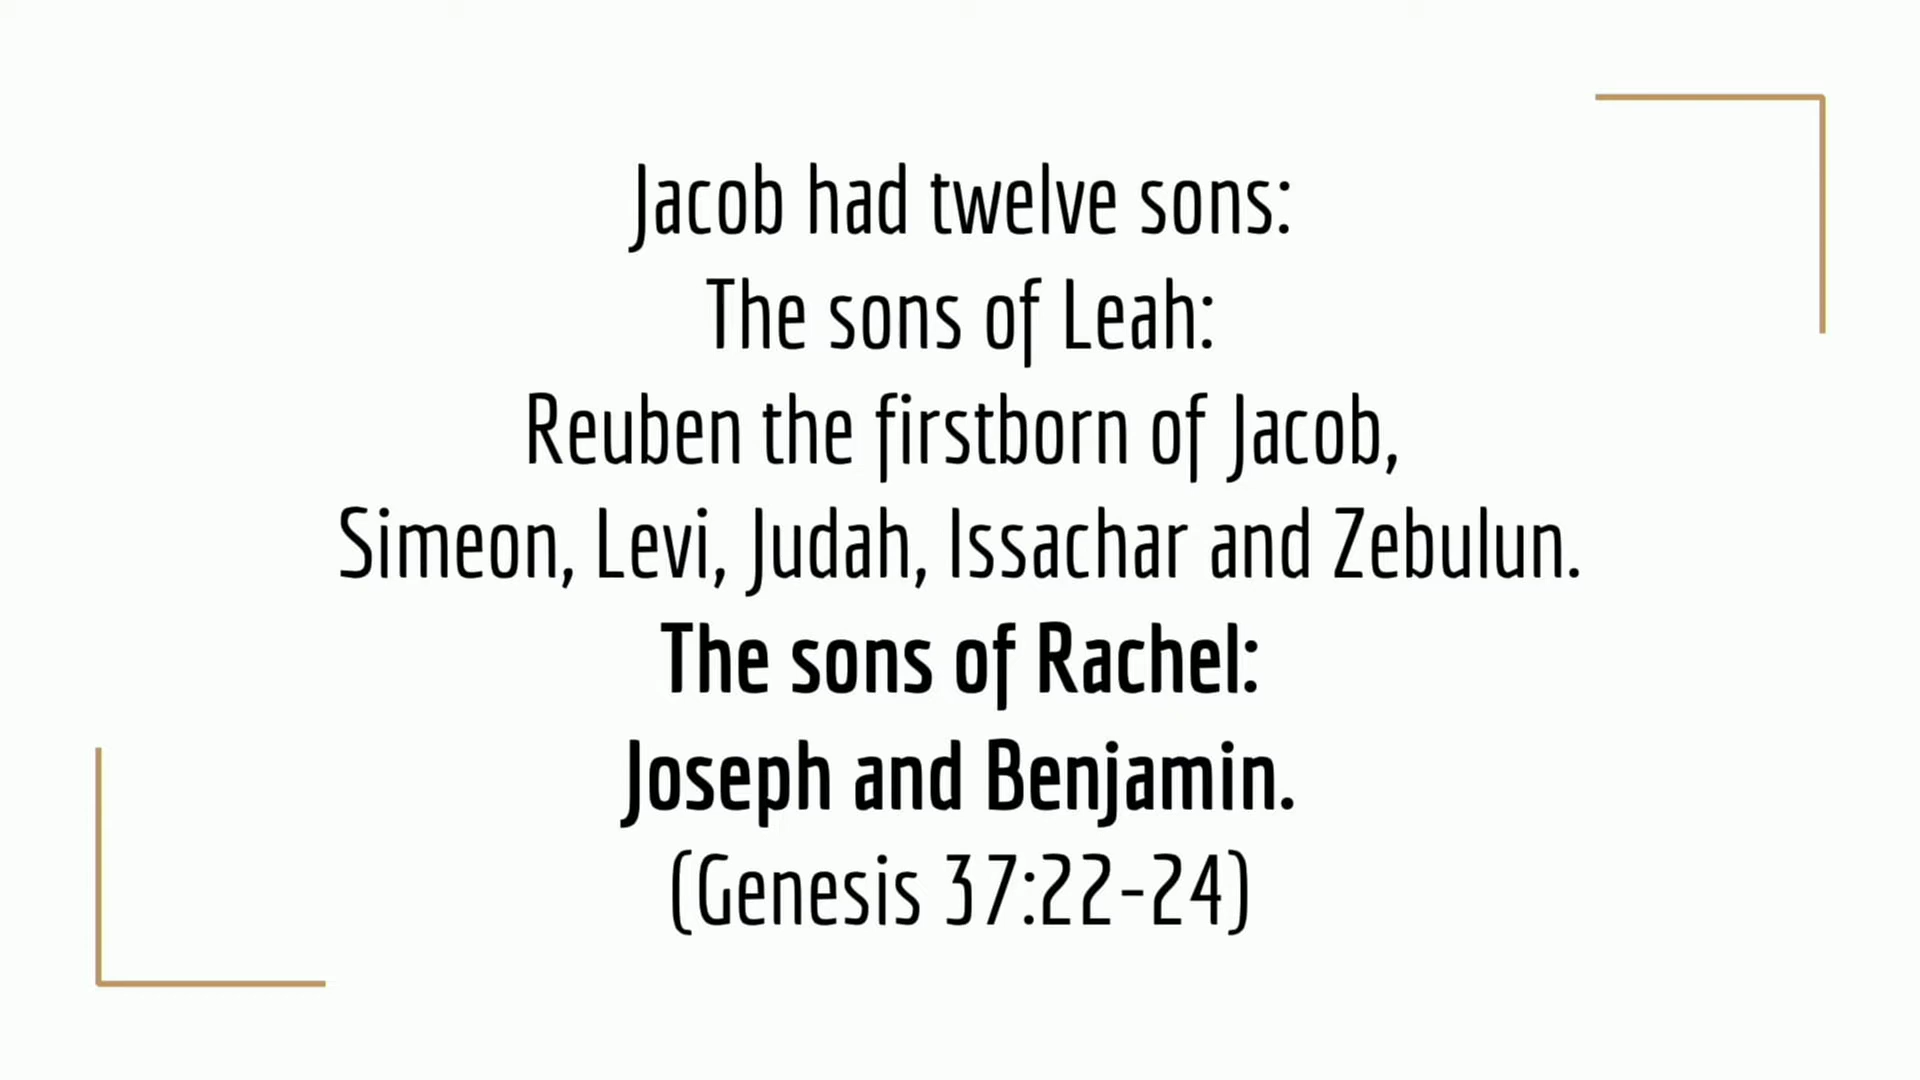 Jacob had twelve sons:
The sons of Leah:
Reuben the firstborn of Jacob,
Simeon, Levi, Judah, Issachar and Zebulun.
The sons of Rachel:
Joseph and Benjamin.
(Genesis 37:22-24)